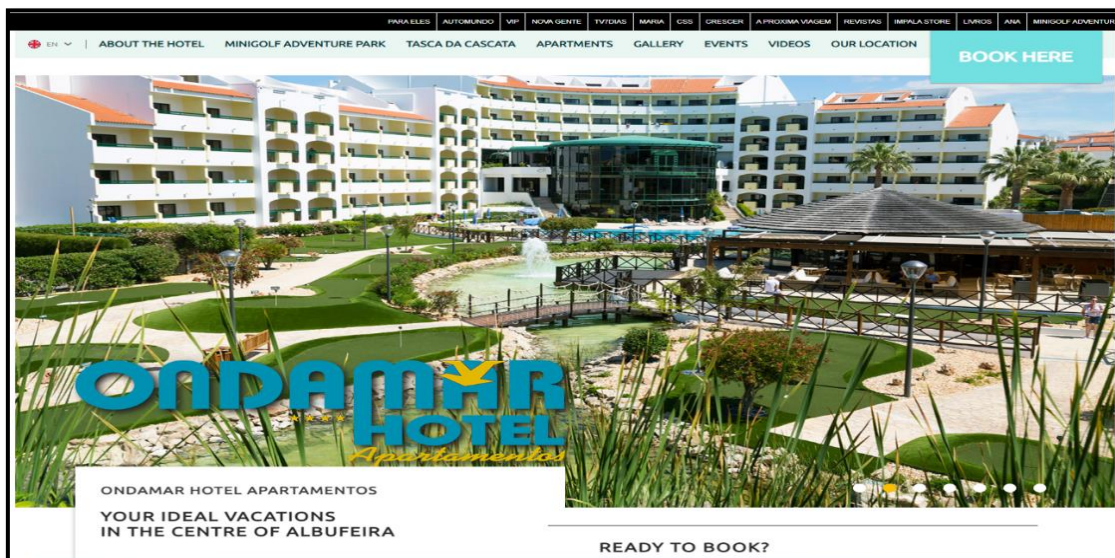 PARA ELES AUTOMUNDO VIP NOVA GENTE TV7DIAS MARIA CSS CRESCER A PROXIMA VIAGEM REVISTAS IMPALA STORE LIVROS ANA MINIGOLF ADVENTUR
EN ABOUT THE HOTEL MINIGOLF ADVENTURE PARK TASCA DA CASCATA APARTMENTS GALLERY EVENTS VIDEOS OUR LOCATION BOOK HERE
ONDAMAR
HOTEL
Apartamentos
ONDAMAR HOTEL APARTAMENTOS
YOUR IDEAL VACATIONS
IN THE CENTRE OF ALBUFEIRA
READY TO BOOK?